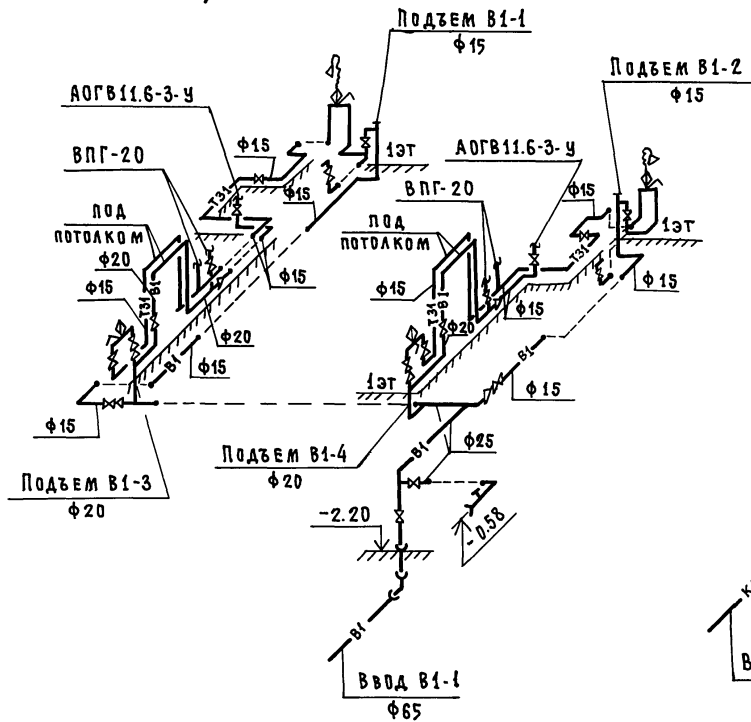 Подъем В1-1
ф15
Подъем В1-2
ф15
АОГВ11.6-3-У
ВПГ-20
ф15
1эт
АОГВ11.6-3-У
ВПГ-20
ф15
под
потолком
ф20
ф15
Т31
В1
Т31
ф15
ф15
ф20
под
потолком
ф15
Т31
В1
ф20
ф15
Т31
1эт
ф15
В1
ф15
1эт
В1
ф15
ф15
Подъем В1-3
ф20
Подъем В1-4
ф20
В1
ф25
-2.20
Т
-0.58
В1
Ввод В1-1
ф65
К
В